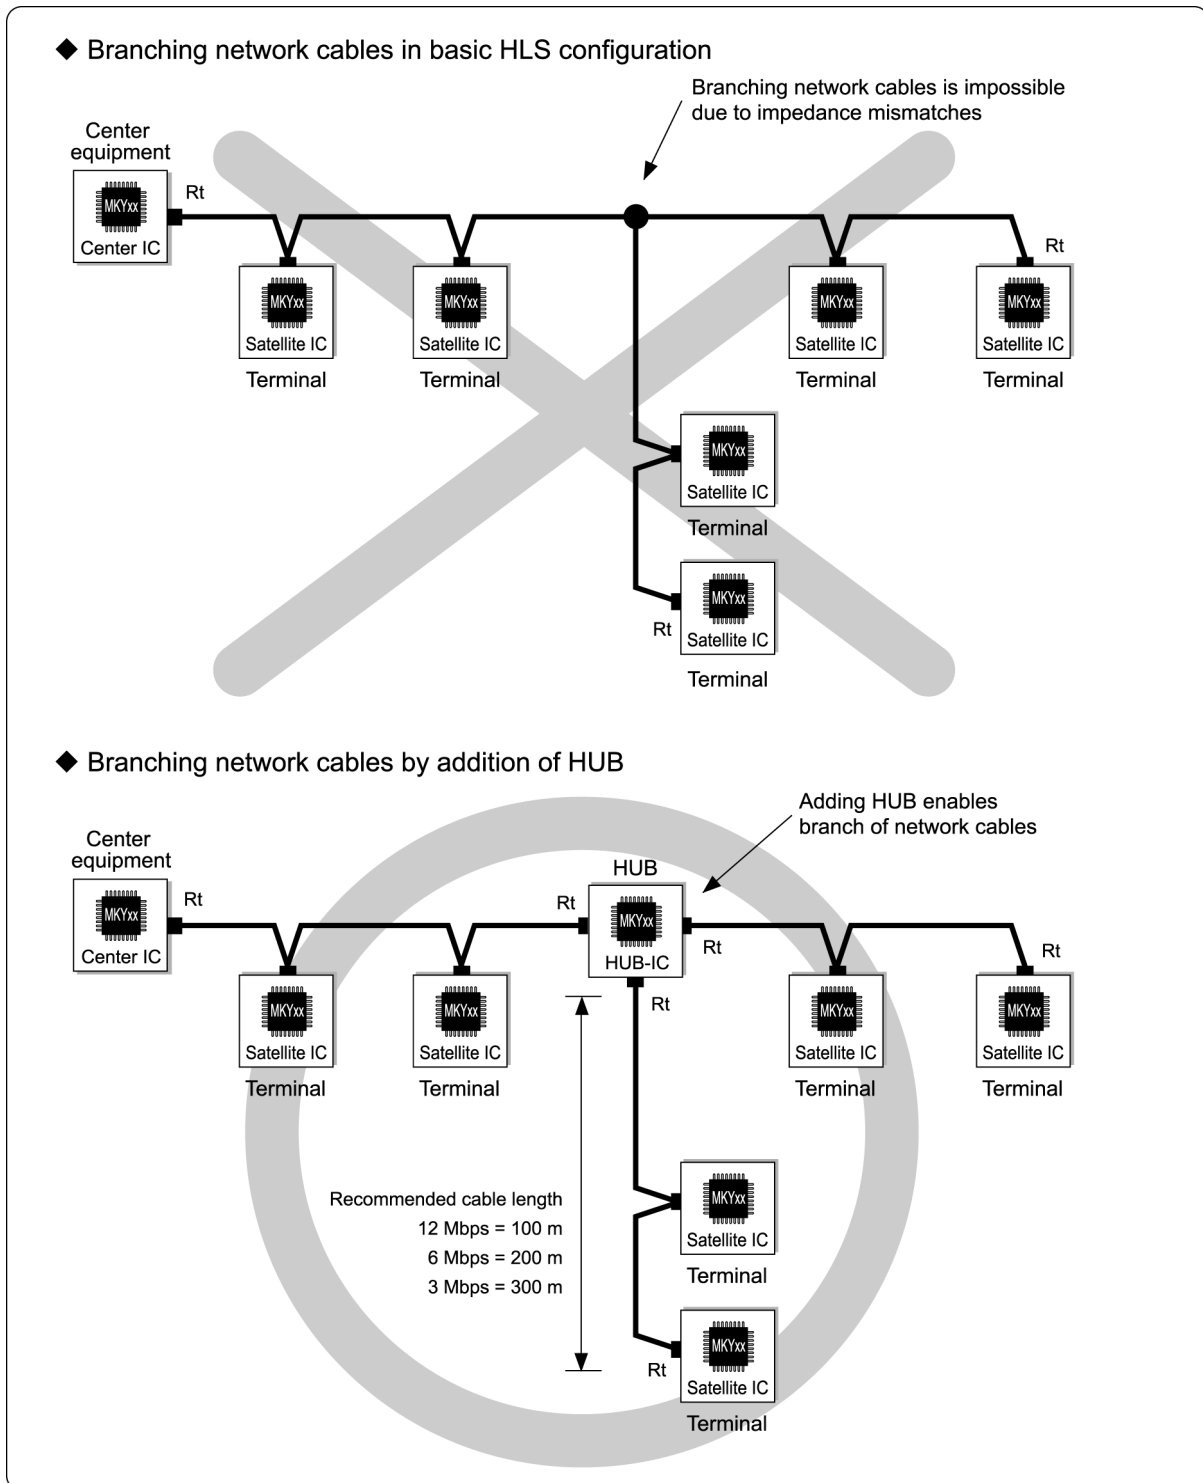 ◆ Branching network cables in basic HLS configuration
Branching network cables is impossible
due to impedance mismatches
Center
equipment
MKYxx
Center IC
Rt
MKYxx
Satellite IC
Terminal
MKYxx
Satellite IC
Terminal
MKYxx
Satellite IC
Terminal
Rt
MKYxx
Satellite IC
Terminal
MKYxx
Satellite IC
Terminal
Rt
MKYxx
Satellite IC
Terminal
◆ Branching network cables by addition of HUB
Adding HUB enables
branch of network cables
Center
equipment
MKYxx
Center IC
Rt
Rt
HUB
MKYxx
HUB-IC
Rt
Rt
MKYxx
Satellite IC
Terminal
MKYxx
Satellite IC
Terminal
MKYxx
Satellite IC
Terminal
Rt
MKYxx
Satellite IC
Terminal
Recommended cable length
12 Mbps = 100 m
6 Mbps = 200 m
3 Mbps = 300 m
MKYxx
Satellite IC
Terminal
Rt
MKYxx
Satellite IC
Terminal